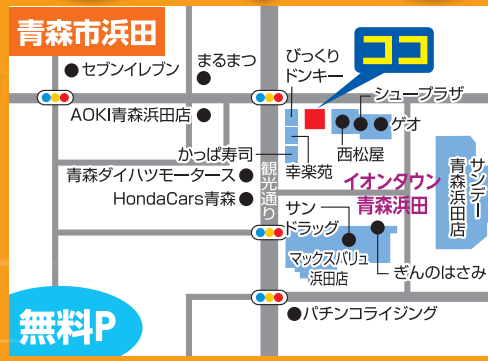 青森市浜田
ココ
セブンイレブン
まるまつ
びっくり
ドンキー
シュープラザ
AOKI青森浜田店
ゲオ
かっぱ寿司
幸楽苑
西松屋
青森ダイハツモータース
HondaCars青森
観光通り
イオンタウン
青森浜田
サンデー
青森浜田店
サン
ドラッグ
マックスバリュ
浜田店
ぎんのはさみ
無料P
パチンコライジング